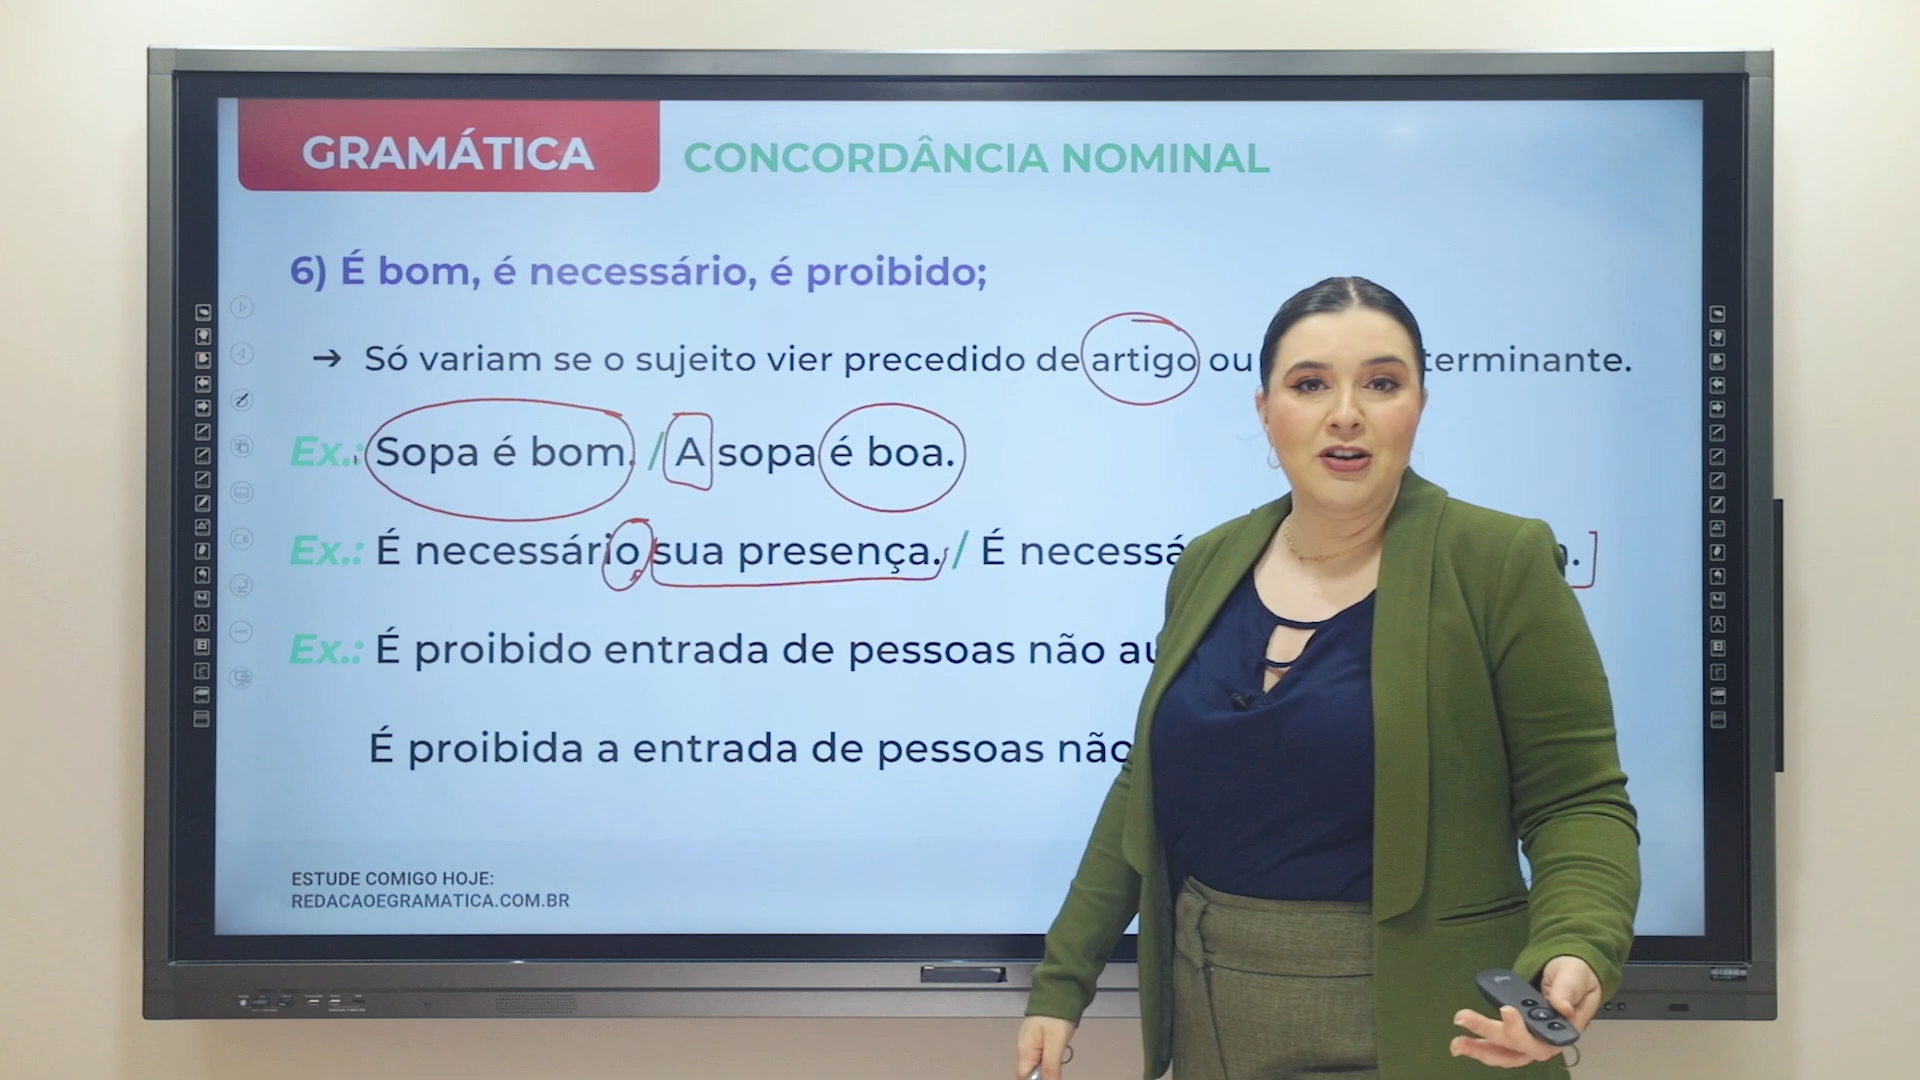 GRAMÁTICA CONCORDÂNCIA NOMINAL
6) É bom, é necessário, é proibido;
→ Só variam se o sujeito vier precedido de artigo ou terminante.
Ex.: Sopa é bom. / A sopa é boa.
Ex.: É necessário sua presença. / É necessá
Ex.: É proibido entrada de pessoas não au
É proibida a entrada de pessoas não
ESTUDE COMIGO HOJE:
REDACAOEGRAMATICA.COM.BR